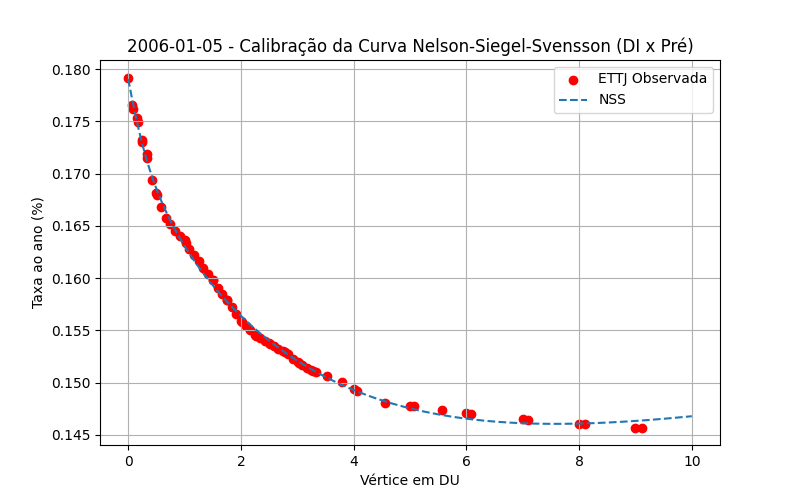 2006-01-05 - Calibração da Curva Nelson-Siegel-Svensson (DI x Pré)
ETTJ Observada
NSS
Taxa ao ano (%)
0.180
0.175
0.170
0.165
0.160
0.155
0.150
0.145
0 2 4 6 8 10
Vértice em DU